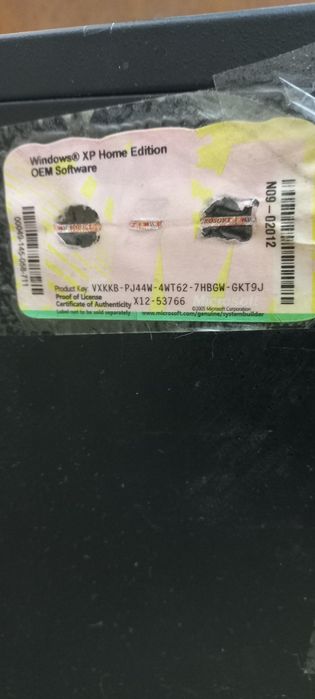 Windows® XP Home Edition
OEM Software
N09 -02012
Product Key: VXKKB-PJ44W-4WT62-7HBGW-GKT9J
Proof of License
Certificate of Authenticity X12-53766
©2005 Microsoft Corporation
Label not to be sold separately www.microsoft.com/genuine/systembuilder